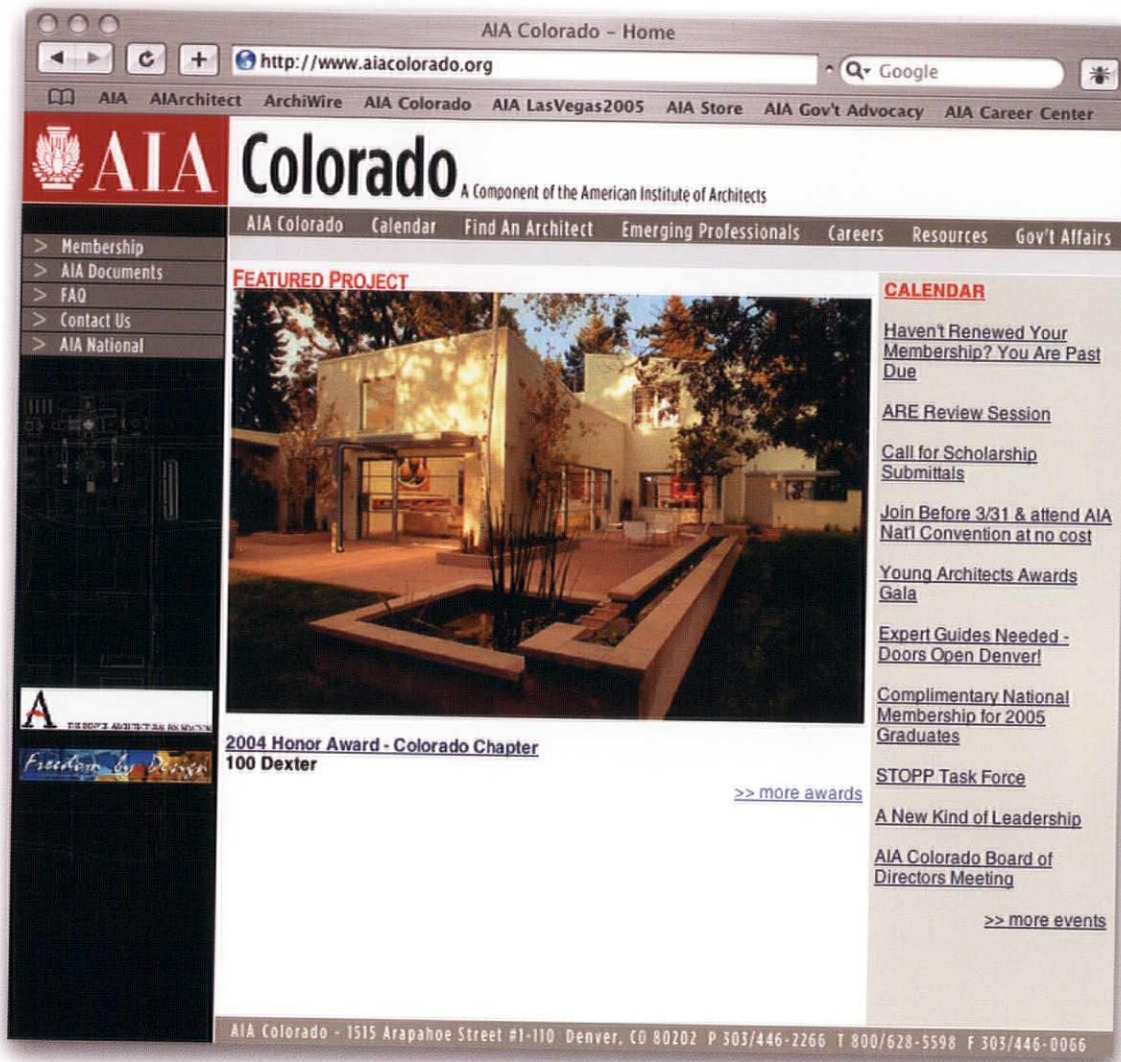 AIA Colorado – Home
http://www.aiacolorado.org
Google
AIA AIArchitect ArchiWire AIA Colorado AIA LasVegas2005 AIA Store AIA Gov't Advocacy AIA Career Center
AIA
Colorado
A Component of the American Institute of Architects
AIA Colorado Calendar Find An Architect Emerging Professionals Careers Resources Gov't Affairs
> Membership
> AIA Documents
> FAQ
> Contact Us
> AIA National
Freedom by Design
FEATURED PROJECT
2004 Honor Award - Colorado Chapter
100 Dexter
>> more awards
CALENDAR
Haven't Renewed Your
Membership? You Are Past
Due
ARE Review Session
Call for Scholarship
Submittals
Join Before 3/31 & attend AIA
Nat'l Convention at no cost
Young Architects Awards
Gala
Expert Guides Needed -
Doors Open Denver!
Complimentary National
Membership for 2005
Graduates
STOPP Task Force
A New Kind of Leadership
AIA Colorado Board of
Directors Meeting
>> more events
AIA Colorado - 1515 Arapahoe Street #1-110 Denver, CO 80202 P 303/446-2266 T 800/628-5598 F 303/446-0066